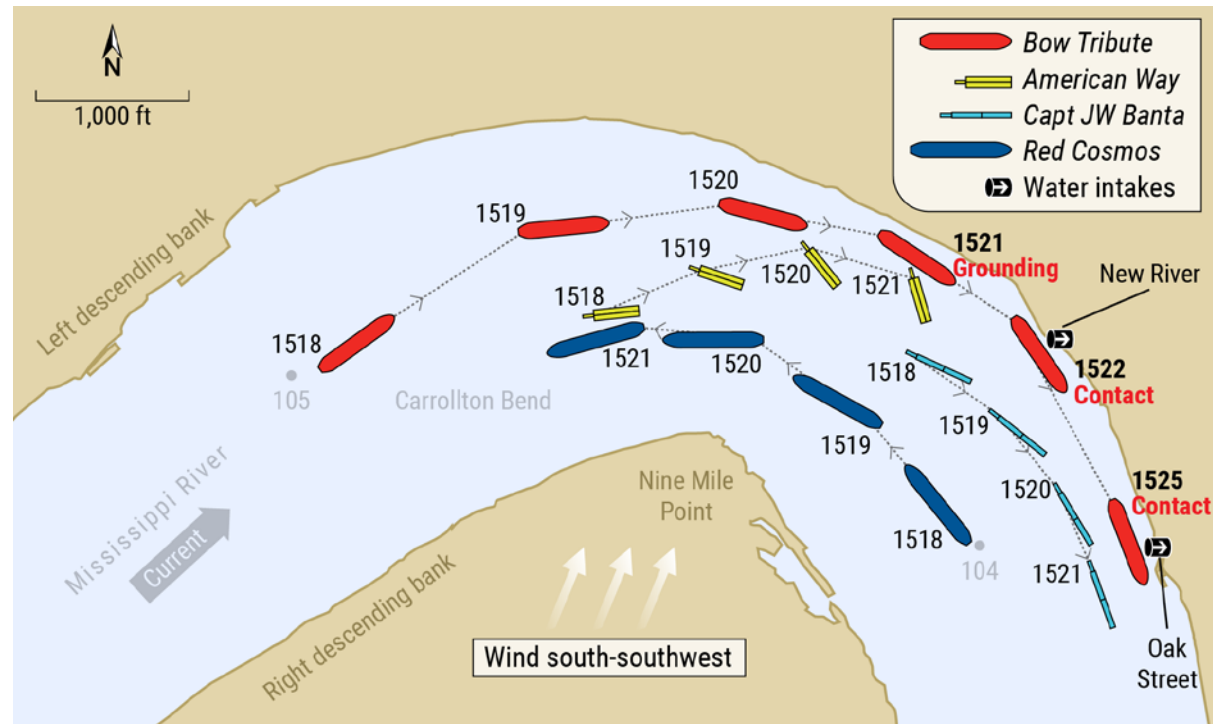 N
1,000 ft
Bow Tribute
American Way
Capt JW Banta
Red Cosmos
Water intakes
Left descending bank
1518
1519
1520
1521
Grounding
1522
Contact
1525
Contact
1518
1519
1520
1521
1521
1520
1519
1518
1518
1519
1520
1521
New River
Oak
Street
105
104
Carrollton Bend
Mississippi River
Current
Nine Mile
Point
Right descending bank
Wind south-southwest